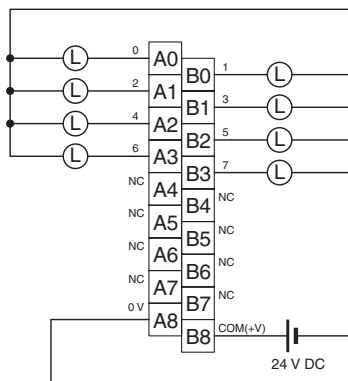 0 L A0
B0 1 L
2 L A1
B1 3 L
4 L A2
B2 5 L
6 L A3
B3 7 L
NC A4
B4 NC
NC A5
B5 NC
NC A6
B6 NC
NC A7
B7 NC
0 V A8
B8 COM(+V)
24 V DC